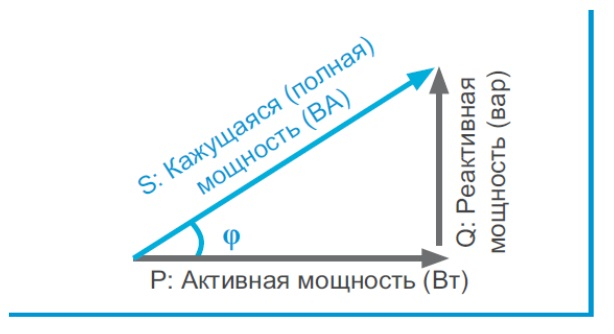 S: Кажущаяся (полная)
мощность (ВА)
Q: Реактивная
мощность (вар)
φ
P: Активная мощность (Вт)